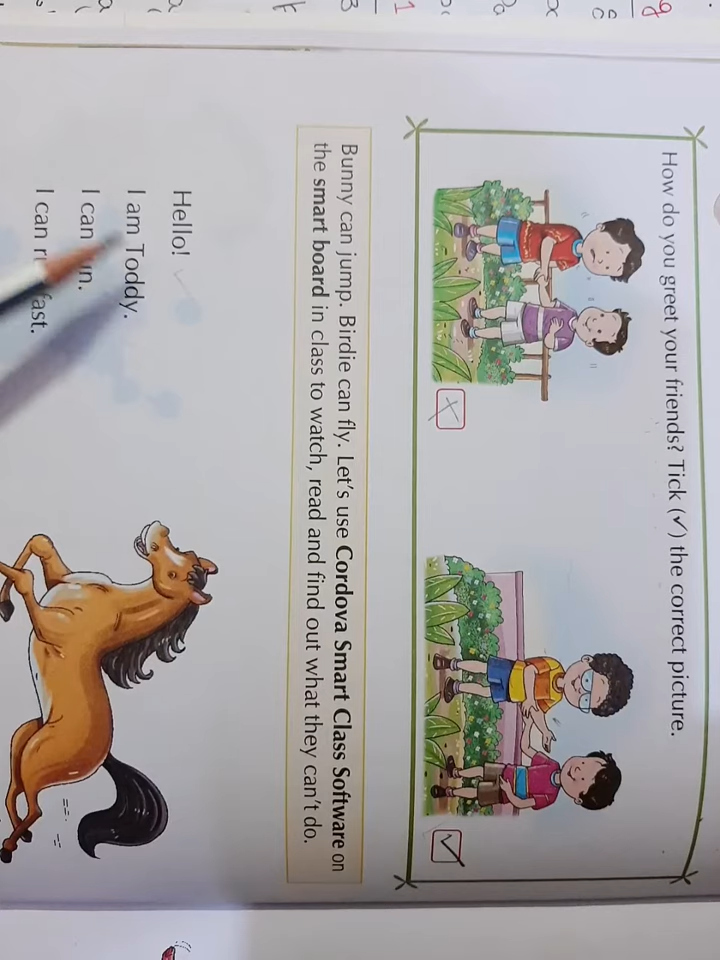 How do you greet your friends? Tick (✓) the correct picture.
Bunny can jump. Birdie can fly. Let's use Cordova Smart Class Software on
the smart board in class to watch, read and find out what they can't do.
Hello!
I am Toddy.
I can
I can fast.